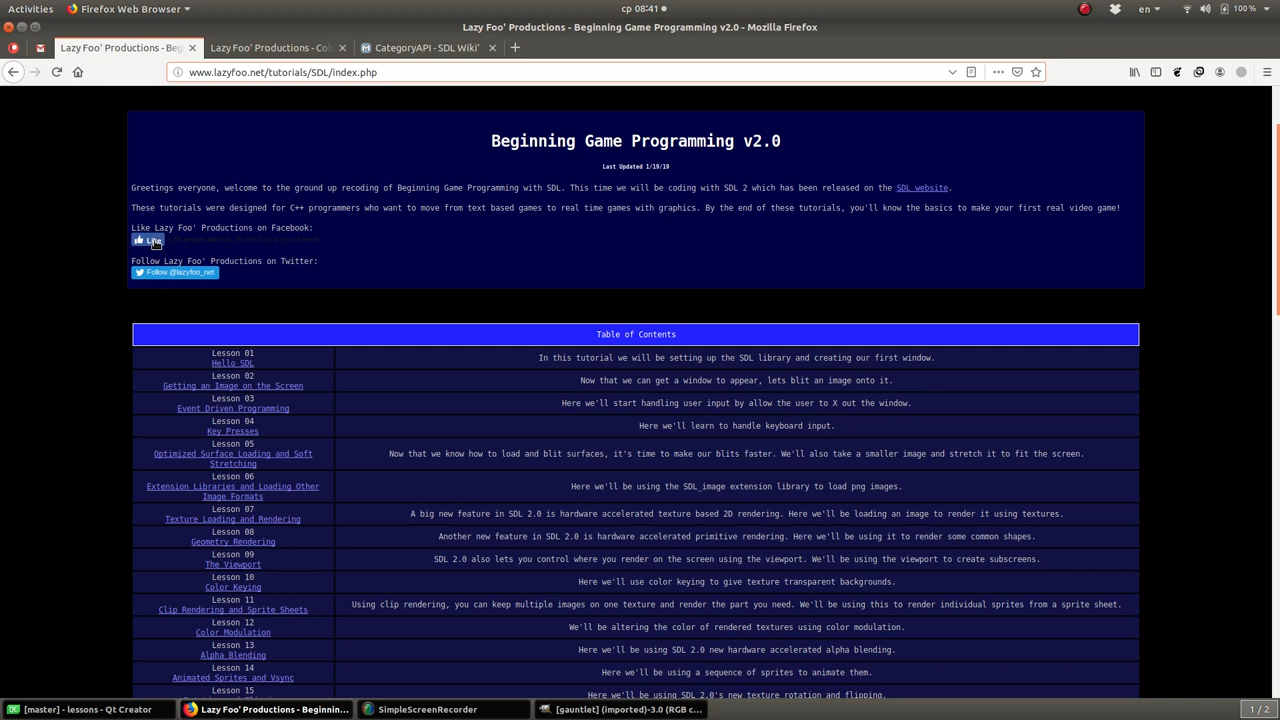 Activities Firefox Web Browser ср 08:41 en 100 %
Lazy Foo' Productions - Beginning Game Programming v2.0 - Mozilla Firefox
Lazy Foo' Productions - Beg Lazy Foo' Productions - Col CategoryAPI - SDL Wiki'
www.lazyfoo.net/tutorials/SDL/index.php
Beginning Game Programming v2.0
Last Updated 1/19/19
Greetings everyone, welcome to the ground up recoding of Beginning Game Programming with SDL. This time we will be coding with SDL 2 which has been released on the SDL website.
These tutorials were designed for C++ programmers who want to move from text based games to real time games with graphics. By the end of these tutorials, you'll know the basics to make your first real video game!
Like Lazy Foo' Productions on Facebook:
Like
Follow Lazy Foo' Productions on Twitter:
Follow @lazyfoo_net
Table of Contents
Lesson 01
Hello SDL
In this tutorial we will be setting up the SDL library and creating our first window.
Lesson 02
Getting an Image on the Screen
Now that we can get a window to appear, lets blit an image onto it.
Lesson 03
Event Driven Programming
Here we'll start handling user input by allow the user to X out the window.
Lesson 04
Key Presses
Here we'll learn to handle keyboard input.
Lesson 05
Optimized Surface Loading and Soft
Stretching
Now that we know how to load and blit surfaces, it's time to make our blits faster. We'll also take a smaller image and stretch it to fit the screen.
Lesson 06
Extension Libraries and Loading Other
Image Formats
Here we'll be using the SDL_image extension library to load png images.
Lesson 07
Texture Loading and Rendering
A big new feature in SDL 2.0 is hardware accelerated texture based 2D rendering. Here we'll be loading an image to render it using textures.
Lesson 08
Geometry Rendering
Another new feature in SDL 2.0 is hardware accelerated primitive rendering. Here we'll be using it to render some common shapes.
Lesson 09
The Viewport
SDL 2.0 also lets you control where you render on the screen using the viewport. We'll be using the viewport to create subscreens.
Lesson 10
Color Keying
Here we'll use color keying to give texture transparent backgrounds.
Lesson 11
Clip Rendering and Sprite Sheets
Using clip rendering, you can keep multiple images on one texture and render the part you need. We'll be using this to render individual sprites from a sprite sheet.
Lesson 12
Color Modulation
We'll be altering the color of rendered textures using color modulation.
Lesson 13
Alpha Blending
Here we'll be using SDL 2.0 new hardware accelerated alpha blending.
Lesson 14
Animated Sprites and Vsync
Here we'll be using a sequence of sprites to animate them.
Lesson 15
Here we'll be using SDL 2.0's new texture rotation and flipping.
[master] - lessons - Qt Creator Lazy Foo' Productions - Beginnin... SimpleScreenRecorder [gauntlet] (imported)-3.0 (RGB c... 1 / 2